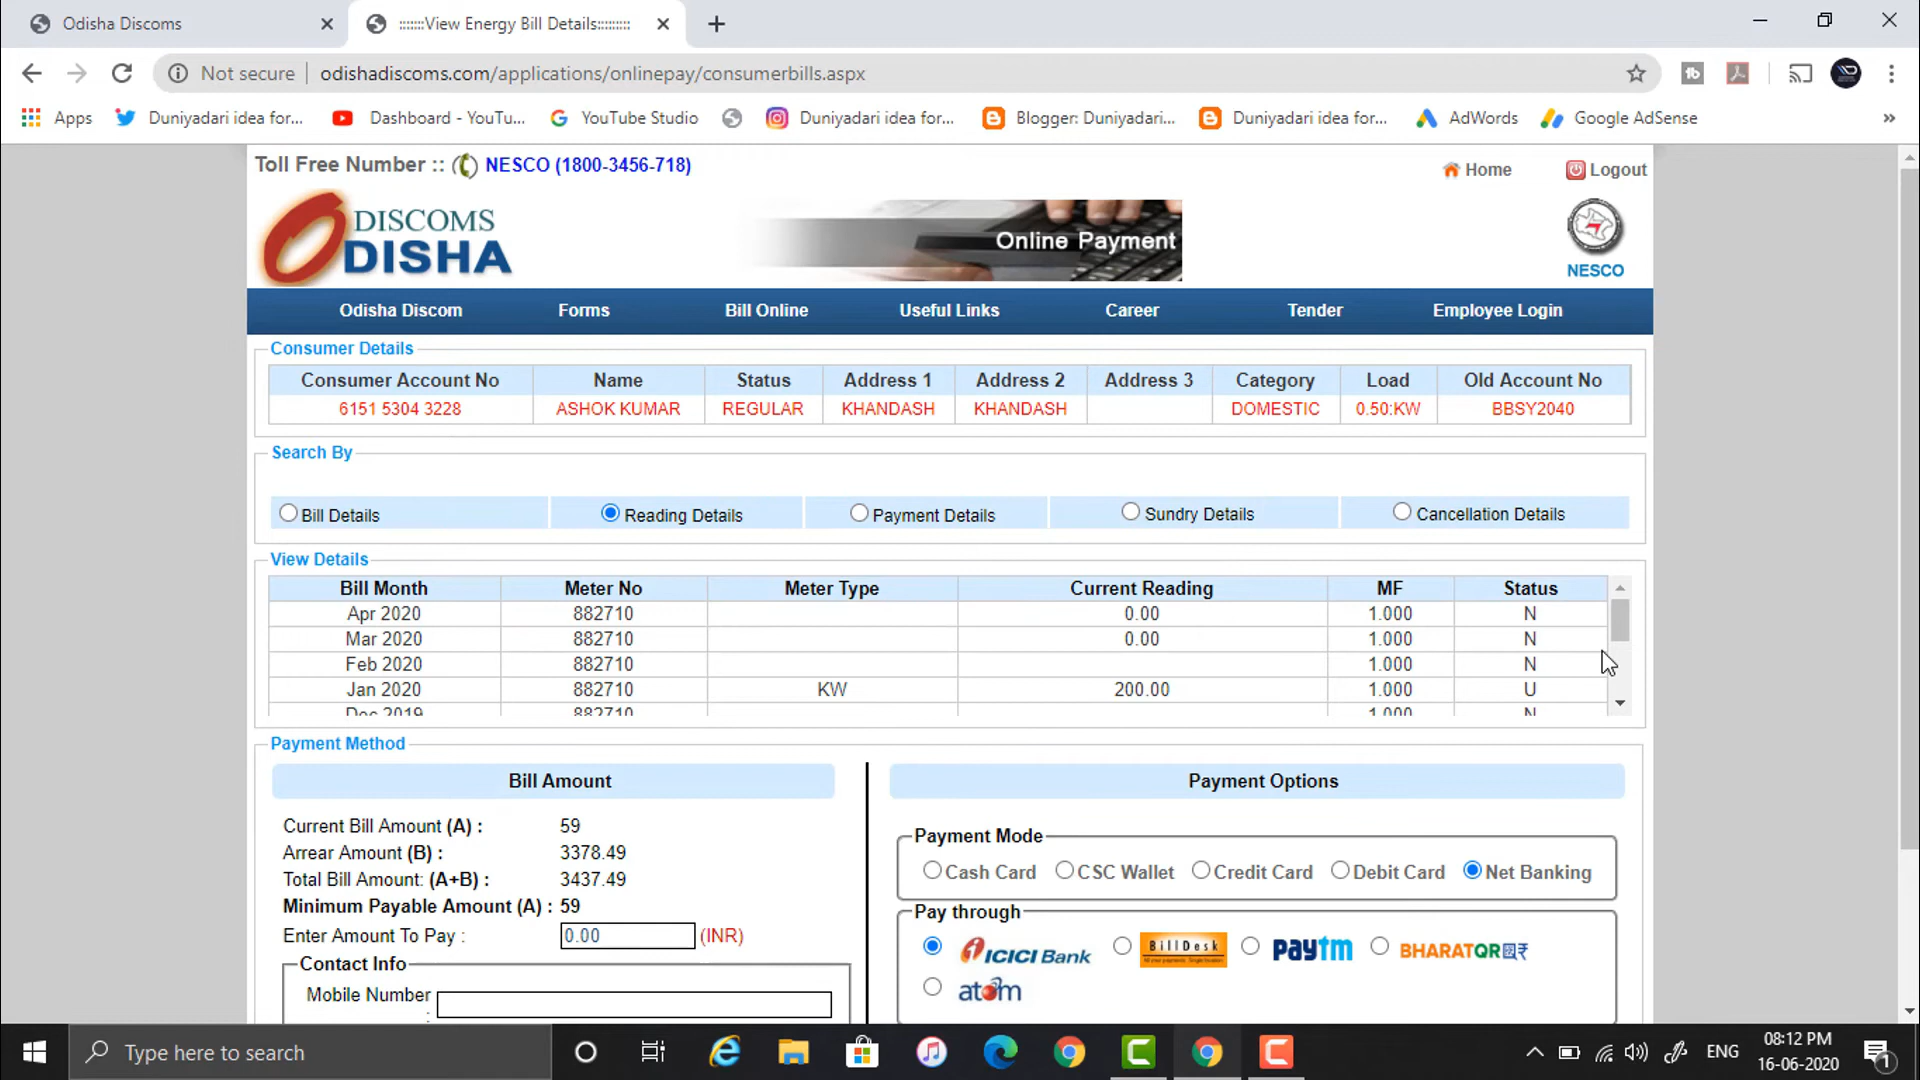 Odisha Discoms
:::::::View Energy Bill Details:::::::::
Not secure
odishadiscoms.com/applications/onlinepay/consumerbills.aspx
Apps
Duniyadari idea for...
Dashboard - YouTu...
YouTube Studio
Duniyadari idea for...
Blogger: Duniyadari...
Duniyadari idea for...
AdWords
Google AdSense
»
Toll Free Number :: NESCO (1800-3456-718)
Home
Logout
DISCOMS
ODISHA
Online Payment
NESCO
Odisha Discom Forms Bill Online Useful Links Career Tender Employee Login
Consumer Details
Consumer Account No Name Status Address 1 Address 2 Address 3 Category Load Old Account No
6151 5304 3228 ASHOK KUMAR REGULAR KHANDASH KHANDASH DOMESTIC 0.50:KW BBSY2040
Search By
Bill Details Reading Details Payment Details Sundry Details Cancellation Details
View Details
Bill Month Meter No Meter Type Current Reading MF Status
Apr 2020 882710 0.00 1.000 N
Mar 2020 882710 0.00 1.000 N
Feb 2020 882710 1.000 N
Jan 2020 882710 KW 200.00 1.000 U
Dec 2019 882710 1.000 N
Payment Method
Bill Amount
Current Bill Amount (A) : 59
Arrear Amount (B) : 3378.49
Total Bill Amount: (A+B) : 3437.49
Minimum Payable Amount (A) : 59
Enter Amount To Pay : 0.00 (INR)
Contact Info
Mobile Number
:
Payment Options
Payment Mode
Cash Card CSC Wallet Credit Card Debit Card Net Banking
Pay through
ICICI Bank BillDesk paytm BHARATQR
atom
Type here to search
ENG
08:12 PM
16-06-2020
1